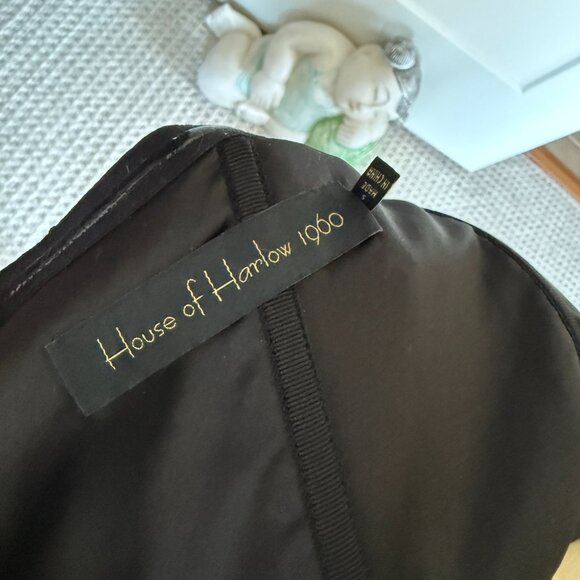 House of Harlow 1960
S
MADE
IN CHINA